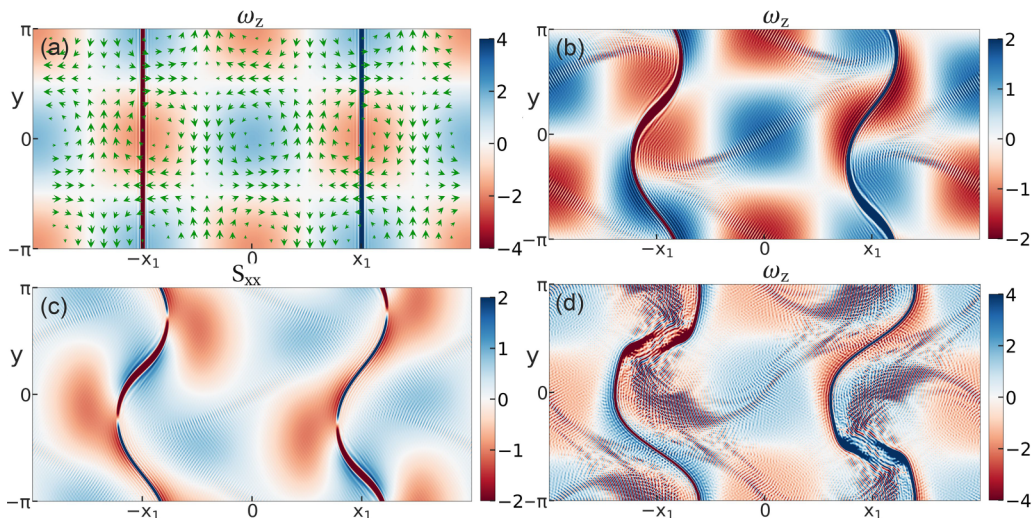 ω_z ω_z
(a) (b)
π 4 π 2
y 2 y 1
0 0 0 0
-2 -1
-π -4 -π -2
-x₁ 0 x₁ -x₁ 0 x₁
S_xx ω_z
(c) (d)
π 2 π 4
y 1 y 2
0 0 0 0
-1 -2
-π -2 -π -4
-x₁ 0 x₁ -x₁ 0 x₁